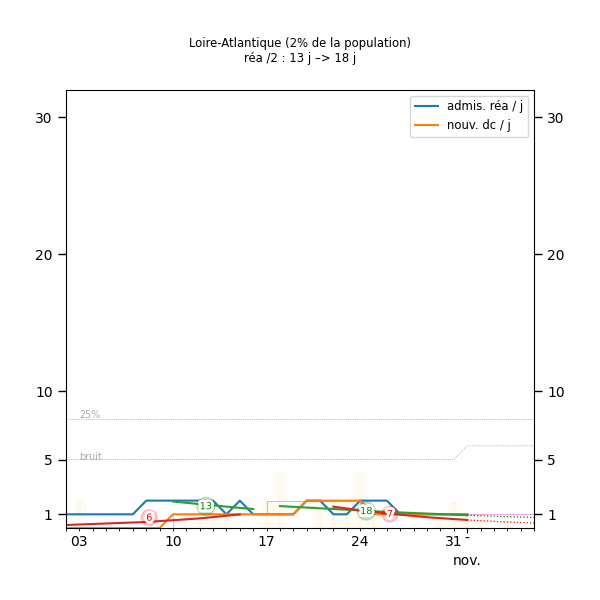 Loire-Atlantique (2% de la population)
réa /2 : 13 j –> 18 j
admis. réa / j
nouv. dc / j
30 30
20 20
10 10
25%
5 5
bruit
1 1
13
18
6
7
03 10 17 24 31 -
nov.